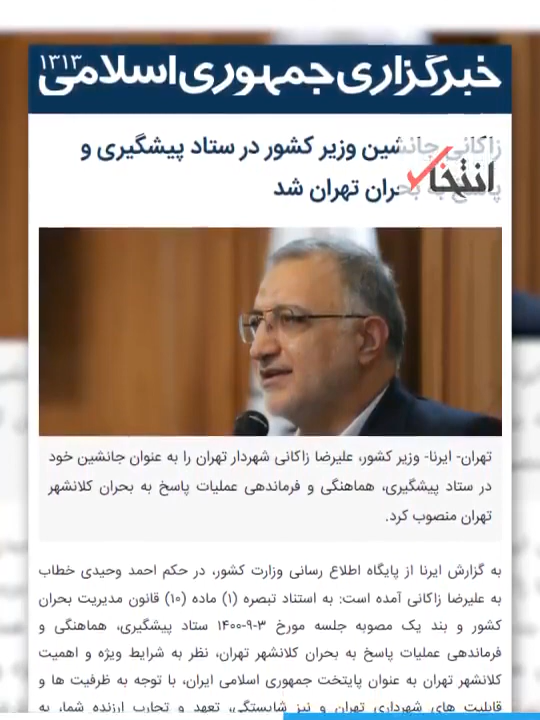 خبرگزاری جمهوری اسلامی ۱۳۱۳
زاکانی جانشین وزیر کشور در ستاد پیشگیری و
پاسخ به بحران تهران شد
انتخاب
تهران- ایرنا- وزیر کشور، علیرضا زاکانی شهردار تهران را به عنوان جانشین خود
در ستاد پیشگیری، هماهنگی و فرماندهی عملیات پاسخ به بحران کلانشهر
تهران منصوب کرد.
به گزارش ایرنا از پایگاه اطلاع رسانی وزارت کشور، در حکم احمد وحیدی خطاب
به علیرضا زاکانی آمده است: به استناد تبصره (۱) ماده (۱۰) قانون مدیریت بحران
کشور و بند یک مصوبه جلسه مورخ ۳-۹-۱۴۰۰ ستاد پیشگیری، هماهنگی و
فرماندهی عملیات پاسخ به بحران کلانشهر تهران، نظر به شرایط ویژه و اهمیت
کلانشهر تهران به عنوان پایتخت جمهوری اسلامی ایران، با توجه به ظرفیت ها و
قابلیت های شهرداری تهران و نیز شایستگی، تعهد و تجارب ارزنده شما، به